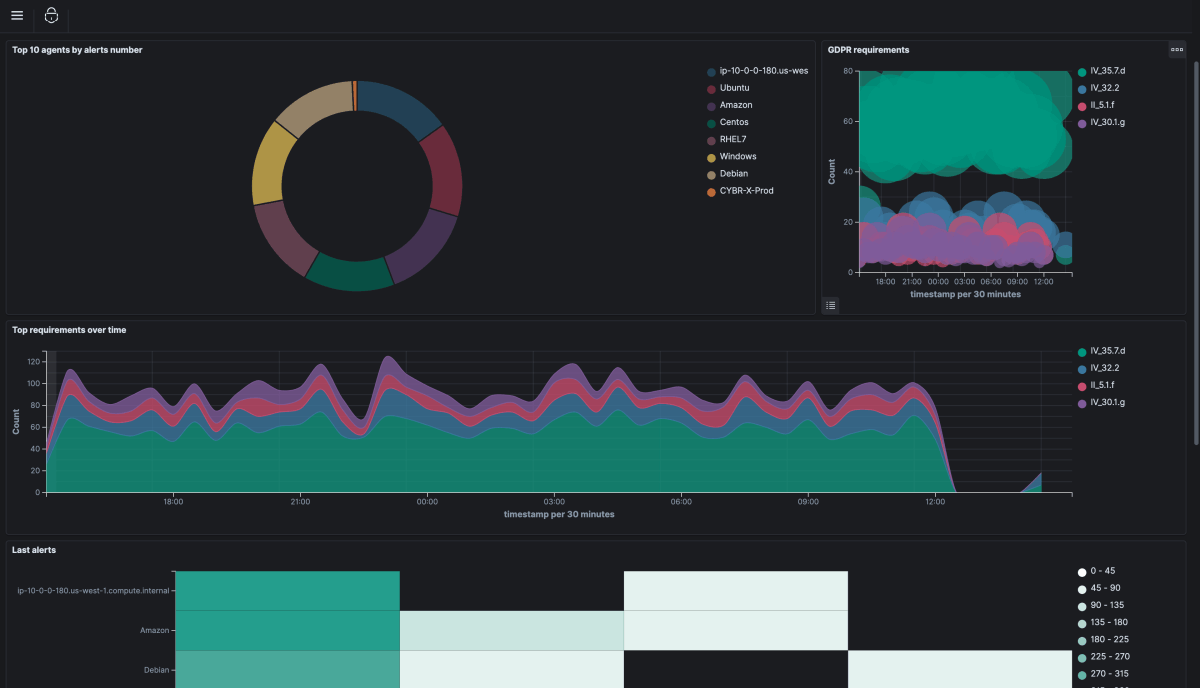 Top 10 agents by alerts number
ip-10-0-0-180.us-wes
Ubuntu
Amazon
Centos
RHEL7
Windows
Debian
CYBR-X-Prod
GDPR requirements
80
60
40
20
0
Count
18:00 21:00 00:00 03:00 06:00 09:00 12:00
timestamp per 30 minutes
IV_35.7.d
IV_32.2
II_5.1.f
IV_30.1.g
Top requirements over time
120
100
80
60
40
20
0
Count
18:00 21:00 00:00 03:00 06:00 09:00 12:00
timestamp per 30 minutes
IV_35.7.d
IV_32.2
II_5.1.f
IV_30.1.g
Last alerts
ip-10-0-0-180.us-west-1.compute.internal
Amazon
Debian
0 - 45
45 - 90
90 - 135
135 - 180
180 - 225
225 - 270
270 - 315